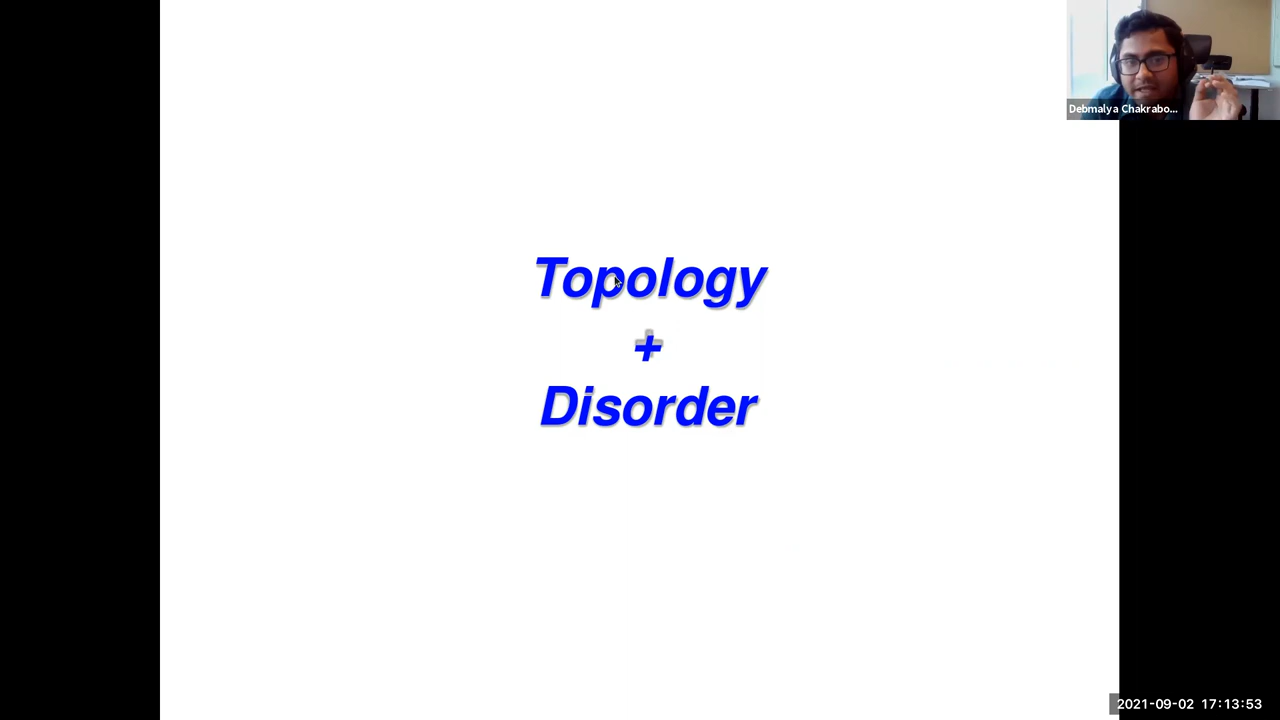 Debmalya Chakrabo...
Topology
+
Disorder
2021-09-02 17:13:53